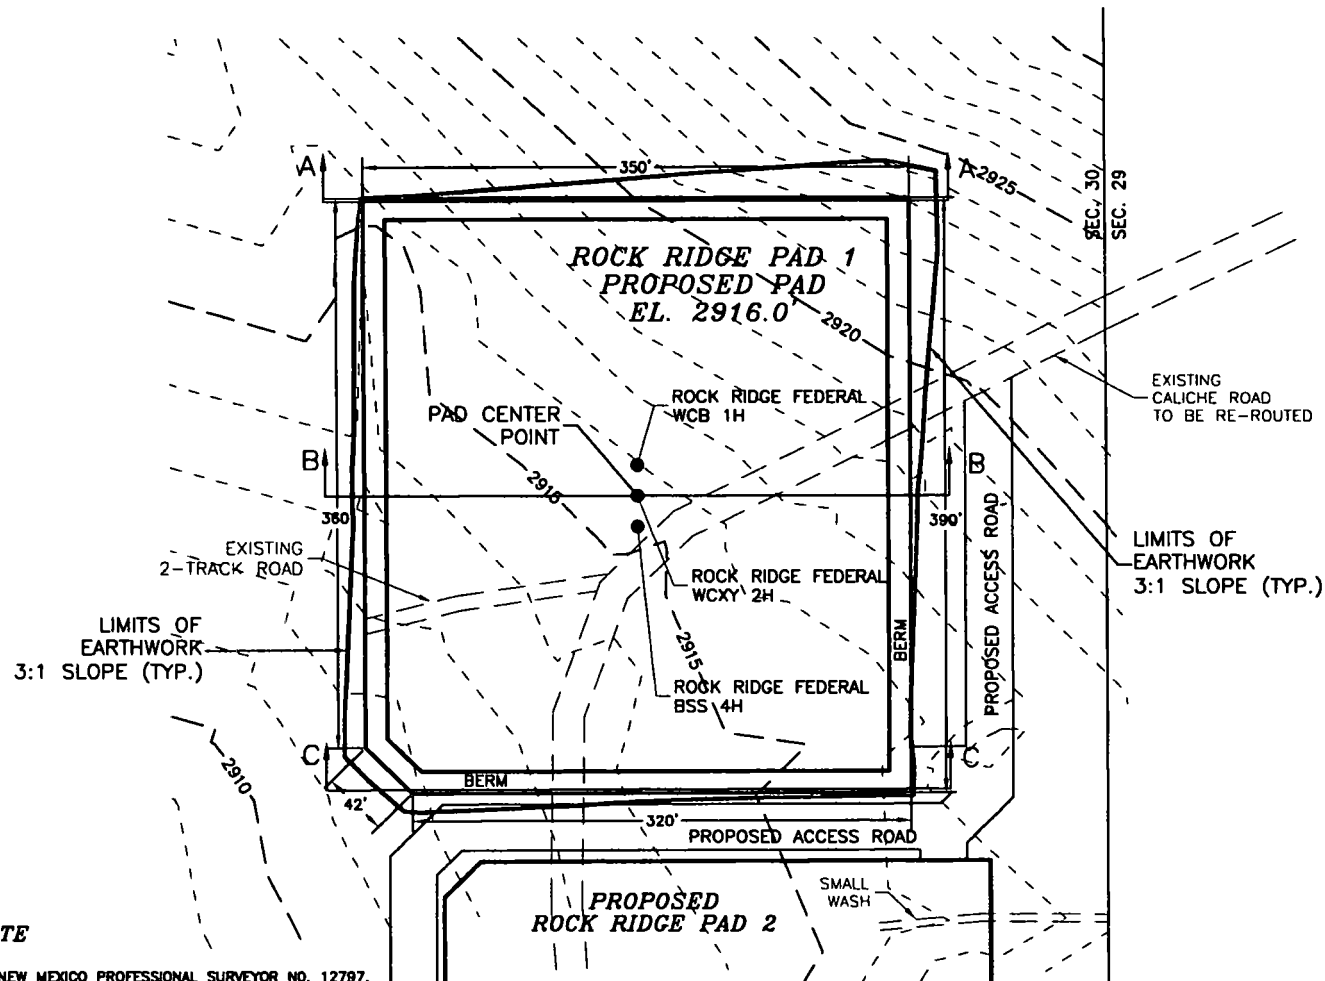 350'
A
A
2925
SEC. 30
SEC. 29
ROCK RIDGE PAD 1
PROPOSED PAD
EL. 2916.0'
2920
EXISTING
CALICHE ROAD
TO BE RE-ROUTED
ROCK RIDGE FEDERAL
WCB 1H
PAD CENTER
POINT
B
B
2915
360'
390'
PROPOSED ACCESS ROAD
LIMITS OF
EARTHWORK
3:1 SLOPE (TYP.)
EXISTING
2-TRACK ROAD
ROCK RIDGE FEDERAL
WCXY 2H
LIMITS OF
EARTHWORK
3:1 SLOPE (TYP.)
2915
BERM
ROCK RIDGE FEDERAL
BSS 4H
C
C
2910
BERM
42'
320'
PROPOSED ACCESS ROAD
SMALL
WASH
PROPOSED
ROCK RIDGE PAD 2
TE
NEW MEXICO PROFESSIONAL SURVEYOR NO. 12797,